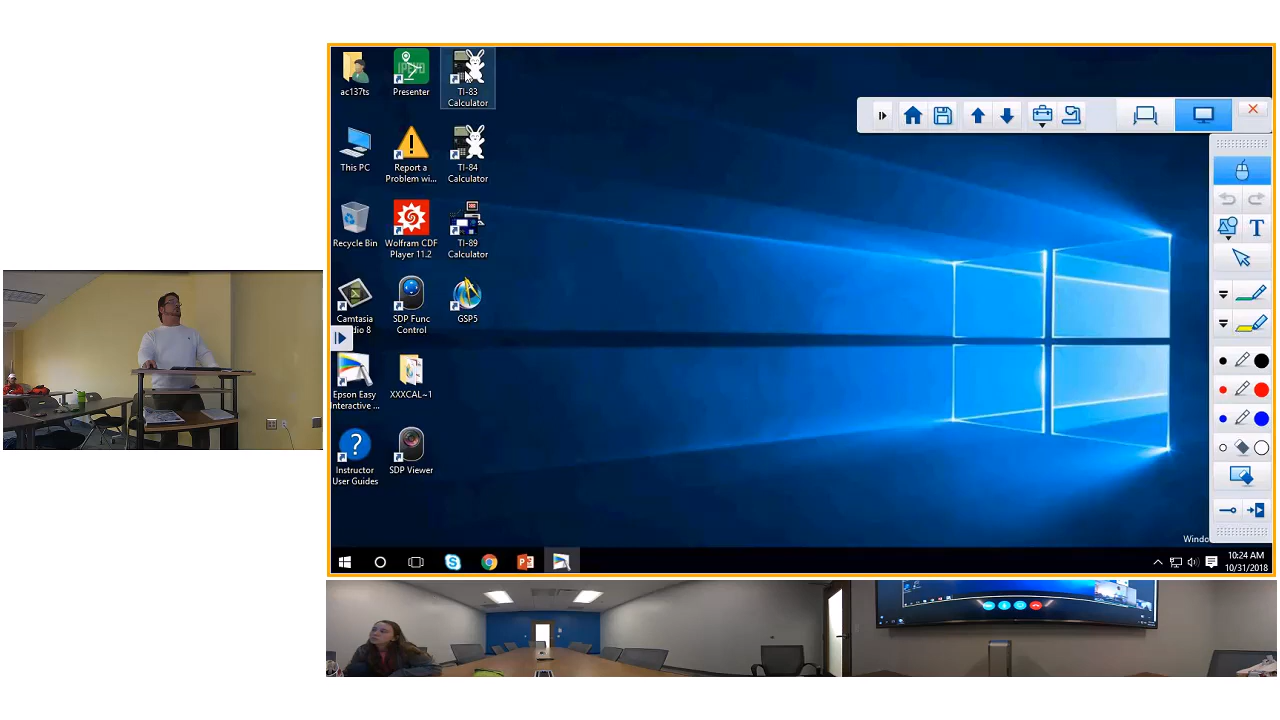 ac137ts
Presenter
TI-83
Calculator
This PC
Report a
Problem wi...
TI-84
Calculator
Recycle Bin
Wolfram CDF
Player 11.2
TI-89
Calculator
Camtasia
dio 8
SDP Func
Control
GSP5
Epson Easy
Interactive ...
XXXCAL~1
Instructor
User Guides
SDP Viewer
T
Windo
10:24 AM
10/31/2018